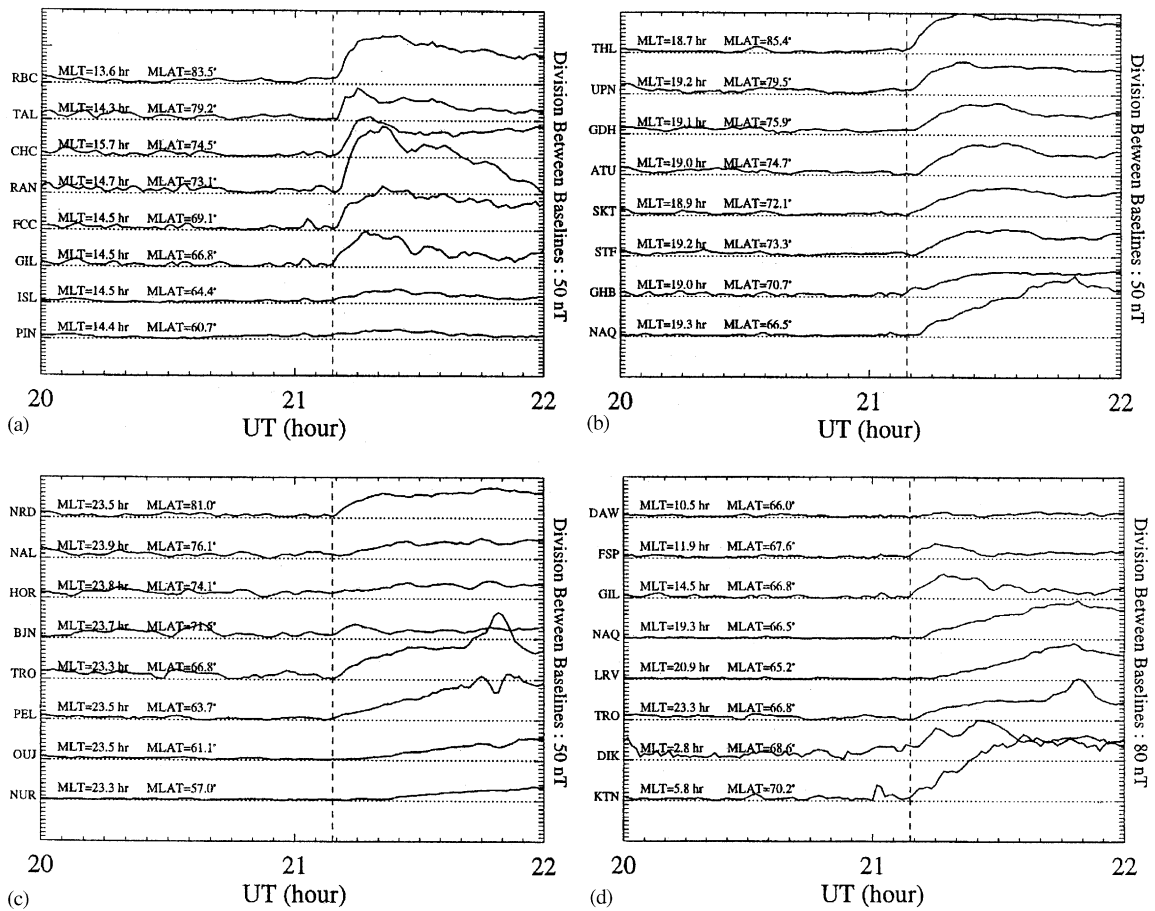 RBC MLT=13.6 hr MLAT=83.5°
TAL MLT=14.3 hr MLAT=79.2°
CHC MLT=15.7 hr MLAT=74.5°
RAN MLT=14.7 hr MLAT=73.1°
FCC MLT=14.5 hr MLAT=69.1°
GIL MLT=14.5 hr MLAT=66.8°
ISL MLT=14.5 hr MLAT=64.4°
PIN MLT=14.4 hr MLAT=60.7°
Division Between Baselines : 50 nT
20 21 22
UT (hour)
(a)
THL MLT=18.7 hr MLAT=85.4°
UPN MLT=19.2 hr MLAT=79.5°
GDH MLT=19.1 hr MLAT=75.9°
ATU MLT=19.0 hr MLAT=74.7°
SKT MLT=18.9 hr MLAT=72.1°
STF MLT=19.2 hr MLAT=73.3°
GHB MLT=19.0 hr MLAT=70.7°
NAQ MLT=19.3 hr MLAT=66.5°
Division Between Baselines : 50 nT
20 21 22
UT (hour)
(b)
NRD MLT=23.5 hr MLAT=81.0°
NAL MLT=23.9 hr MLAT=76.1°
HOR MLT=23.8 hr MLAT=74.1°
BJN MLT=23.7 hr MLAT=71.5°
TRO MLT=23.3 hr MLAT=66.8°
PEL MLT=23.5 hr MLAT=63.7°
OUJ MLT=23.5 hr MLAT=61.1°
NUR MLT=23.3 hr MLAT=57.0°
Division Between Baselines : 50 nT
20 21 22
UT (hour)
(c)
DAW MLT=10.5 hr MLAT=66.0°
FSP MLT=11.9 hr MLAT=67.6°
GIL MLT=14.5 hr MLAT=66.8°
NAQ MLT=19.3 hr MLAT=66.5°
LRV MLT=20.9 hr MLAT=65.2°
TRO MLT=23.3 hr MLAT=66.8°
DIK MLT=2.8 hr MLAT=68.6°
KTN MLT=5.8 hr MLAT=70.2°
Division Between Baselines : 80 nT
20 21 22
UT (hour)
(d)